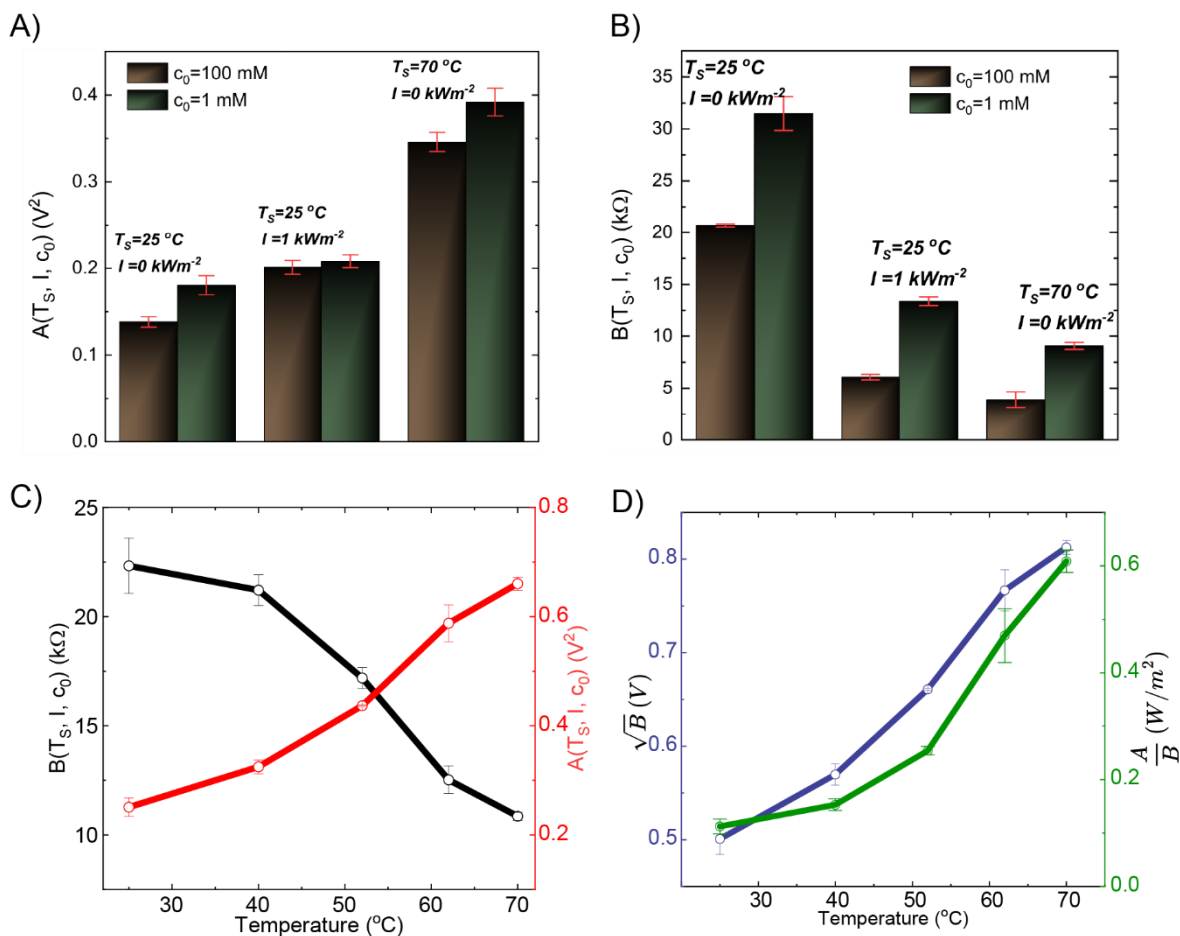 A)
c₀=100 mM
c₀=1 mM
T_S=70 °C
I=0 kWm⁻²
T_S=25 °C
I=1 kWm⁻²
T_S=25 °C
I=0 kWm⁻²
0.4
0.3
0.2
0.1
0.0
A(T_S, I, c₀) (V²)
B)
T_S=25 °C
I=0 kWm⁻²
c₀=100 mM
c₀=1 mM
T_S=25 °C
I=1 kWm⁻²
T_S=70 °C
I=0 kWm⁻²
35
30
25
20
15
10
5
0
B(T_S, I, c₀) (kΩ)
C)
25
20
15
10
B(T_S, I, c₀) (kΩ)
0.8
0.6
0.4
0.2
A(T_S, I, c₀) (V²)
30 40 50 60 70
Temperature (°C)
D)
0.8
0.7
0.6
0.5
√B (V)
0.6
0.4
0.2
0.0
A/B (W/m²)
30 40 50 60 70
Temperature (°C)